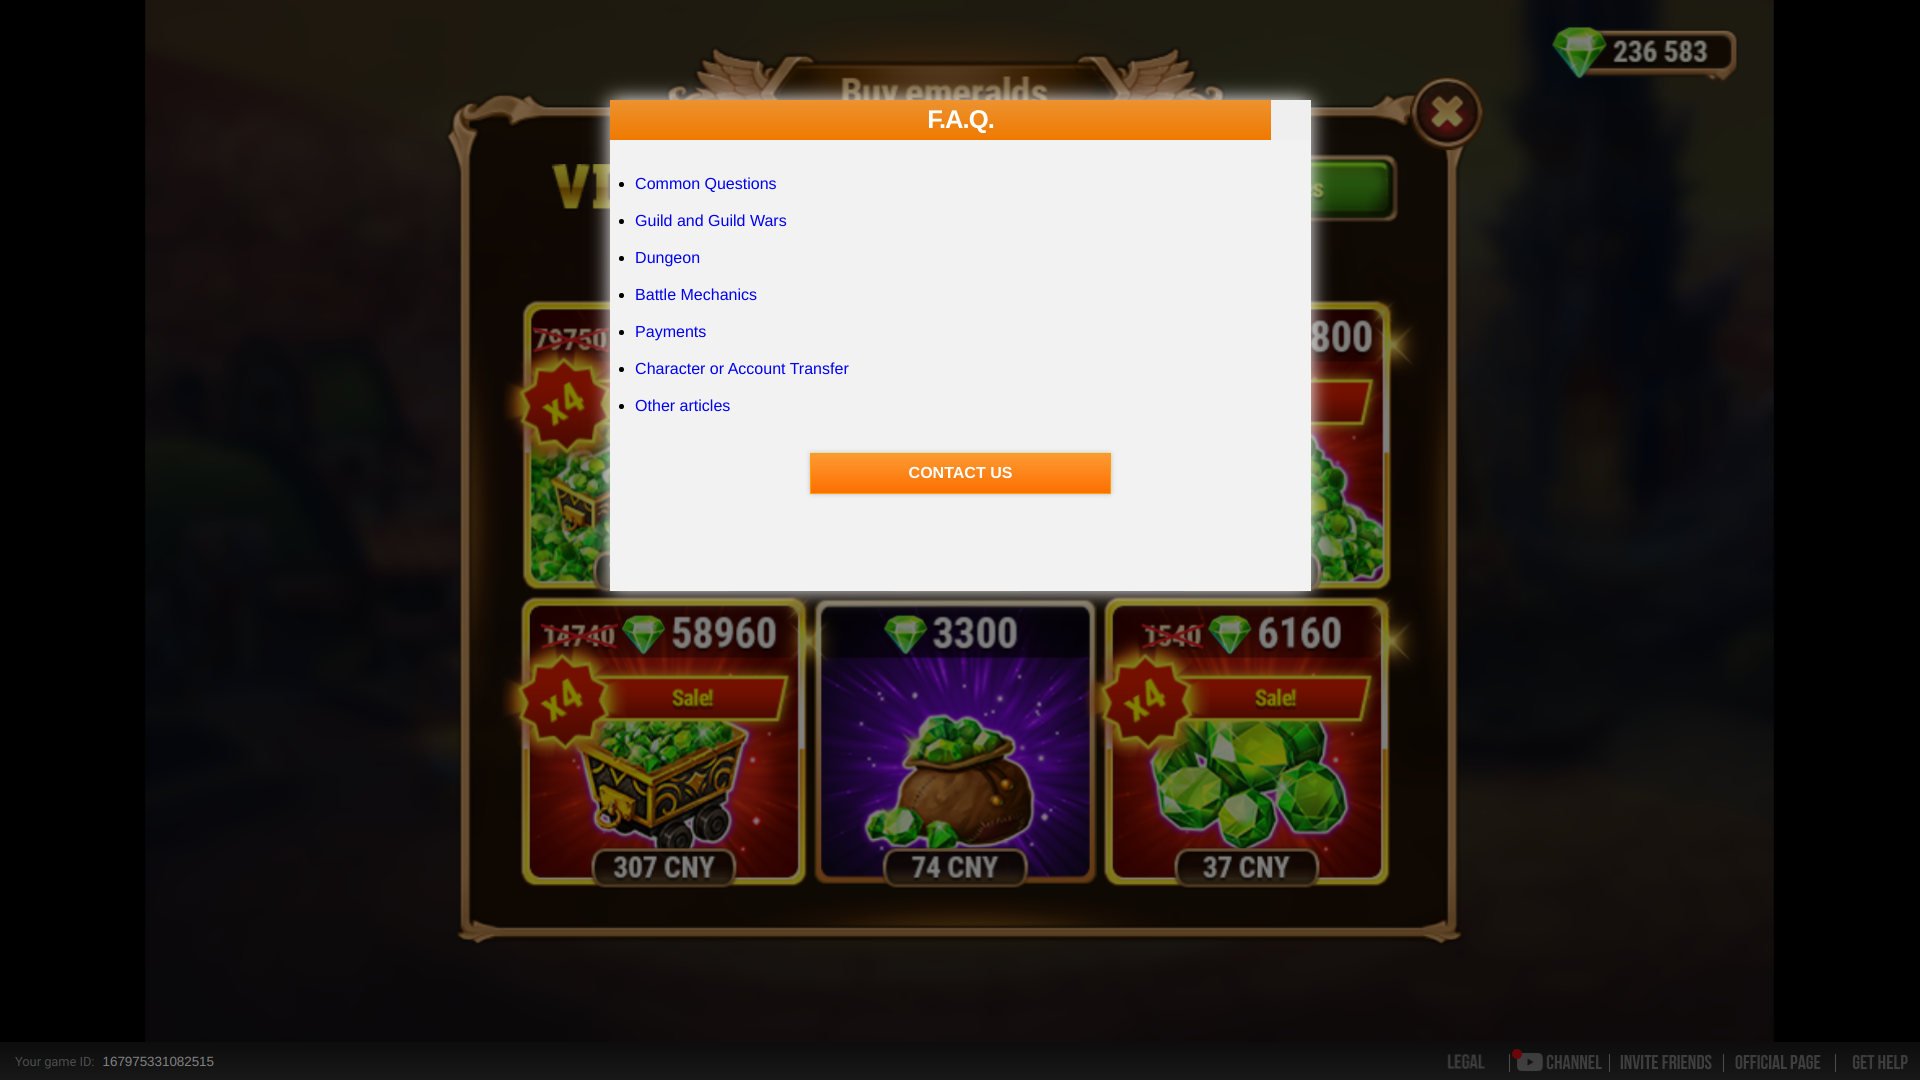 236 583
Buy emeralds
F.A.Q.
Common Questions
Guild and Guild Wars
Dungeon
Battle Mechanics
Payments
Character or Account Transfer
Other articles
CONTACT US
79750
x4
800
14740 58960
x4 Sale!
307 CNY
3300
74 CNY
1540 6160
x4 Sale!
37 CNY
Your game ID: 167975331082515
LEGAL
CHANNEL
INVITE FRIENDS
OFFICIAL PAGE
GET HELP